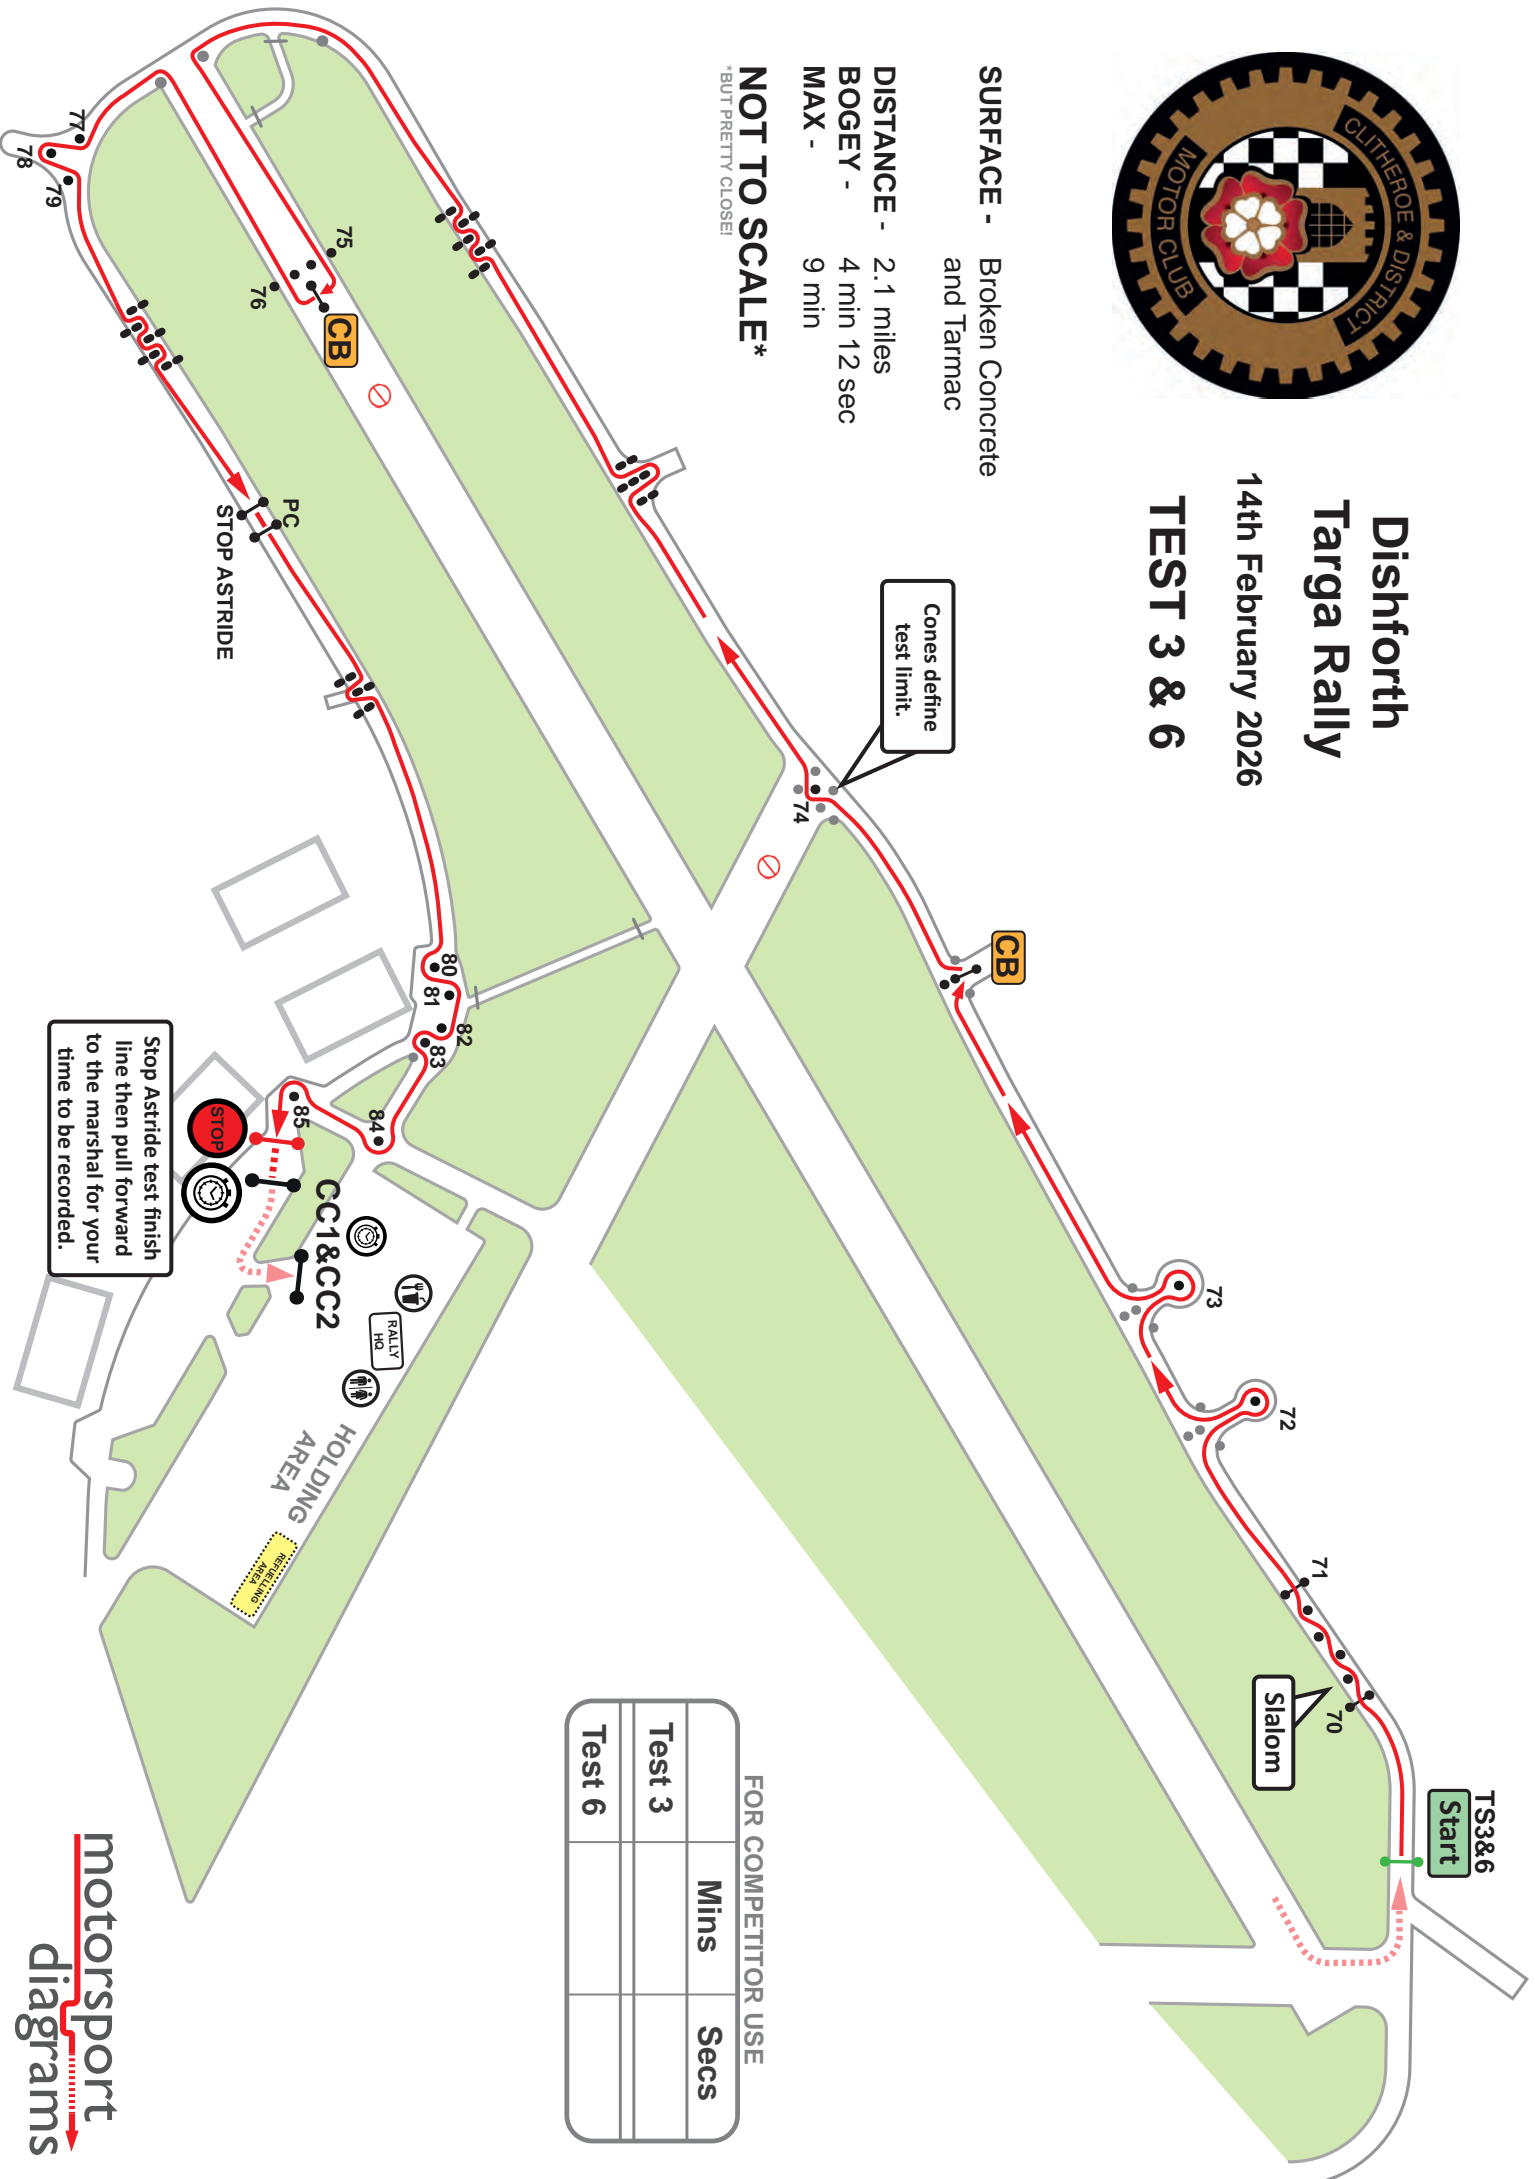 CLITHEROE & DISTRICT
MOTOR CLUB
Dishforth
Targa Rally
14th February 2026
TEST 3 & 6
SURFACE - Broken Concrete
and Tarmac
DISTANCE - 2.1 miles
BOGEY - 4 min 12 sec
MAX - 9 min
NOT TO SCALE*
*BUT PRETTY CLOSE!
TS3&6
Start
70
Slalom
71
72
73
CB
Cones define
test limit.
74
75
CB
76
77
78
79
PC
STOP ASTRIDE
80
81
82
83
84
85
STOP
Stop Astride test finish
line then pull forward
to the marshal for your
time to be recorded.
CC1&CC2
RALLY
HQ
HOLDING
AREA
REFUELLING
AREA
FOR COMPETITOR USE
Mins Secs
Test 3
Test 6
motorsport
diagrams